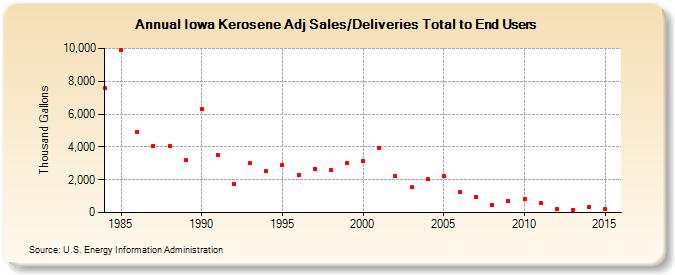 Annual Iowa Kerosene Adj Sales/Deliveries Total to End Users
Thousand Gallons
10,000
8,000
6,000
4,000
2,000
0
1985 1990 1995 2000 2005 2010 2015
Source: U.S. Energy Information Administration